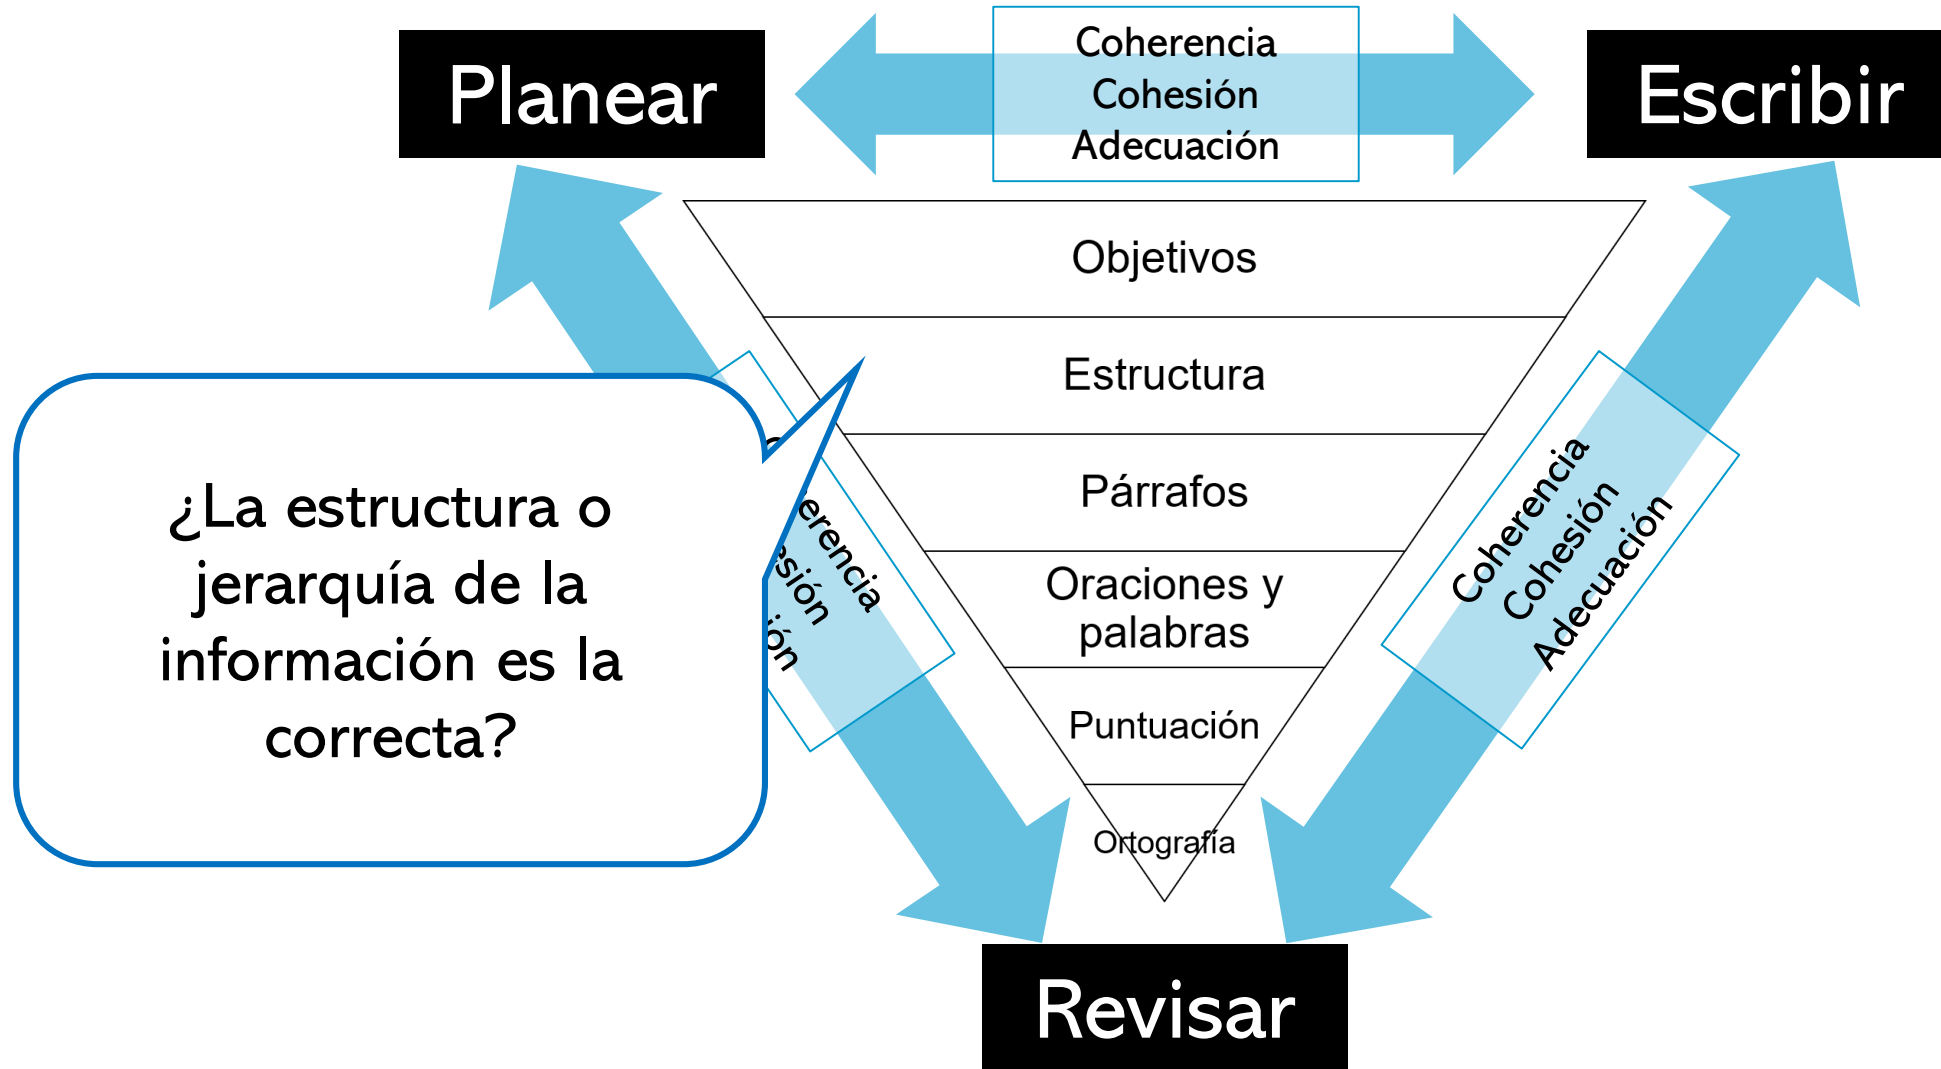 Planear
Coherencia
Cohesión
Adecuación
Escribir
Objetivos
Estructura
Párrafos
Oraciones y
palabras
Puntuación
Ortografía
¿La estructura o
jerarquía de la
información es la
correcta?
Coherencia
Cohesión
Adecuación
Revisar